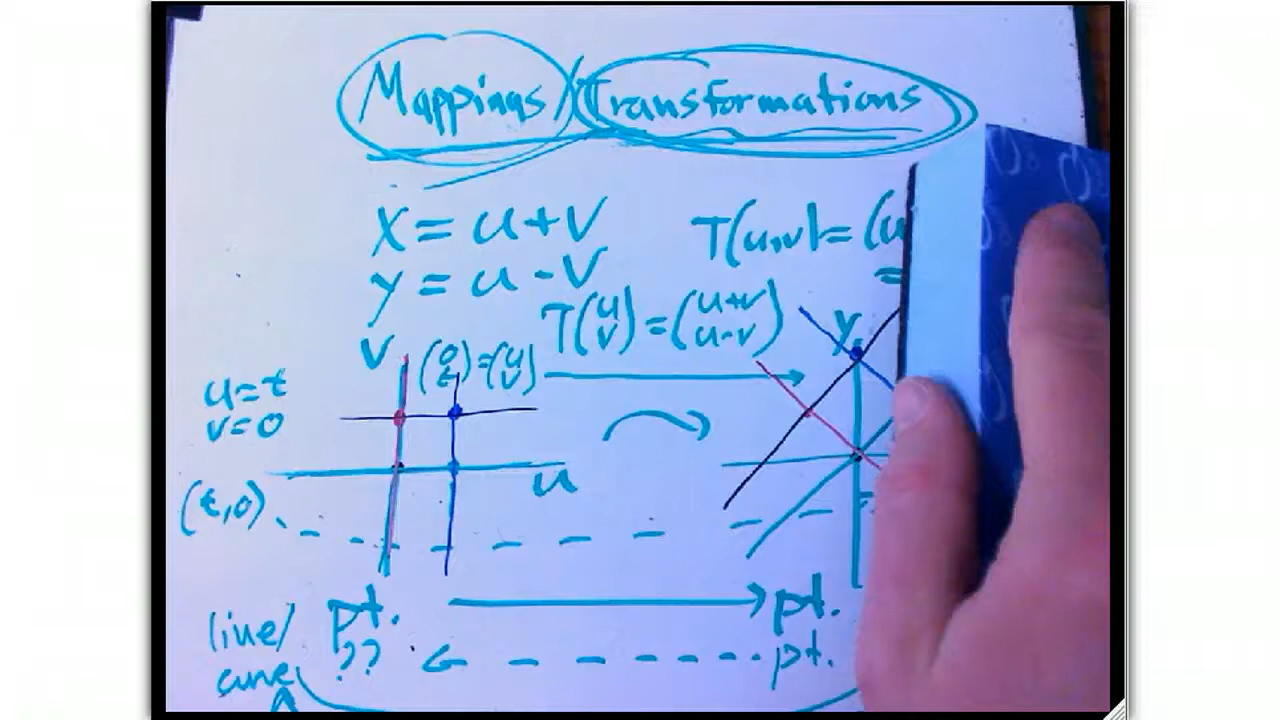 Mappings/Transformations
x = u+v
T(u,v) = (u
y = u-v
=
T(u v) = (u+v u-v)
v
(0 t) = (u v)
y
u=t
v=0
u
(t,0)
pt. → pt.
line/ ?? pt.
curve